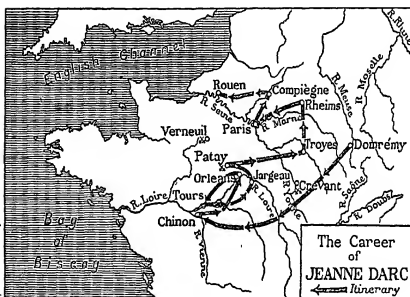 English Channel
R. Rhine
R. Moselle
R. Meuse
Rouen
Compiègne
Rheims
R. Seine
R. Marne
Paris
Verneuil
Troyes
Domrémy
Patay
Orleans
Jargeau
R. Loire
Tours
R. Loire
R. Yonne
Crevant
R. Saône
R. Doubs
Chinon
R. Vienne
Bay
of
Biscay
The Career
of
JEANNE DARC
Itinerary